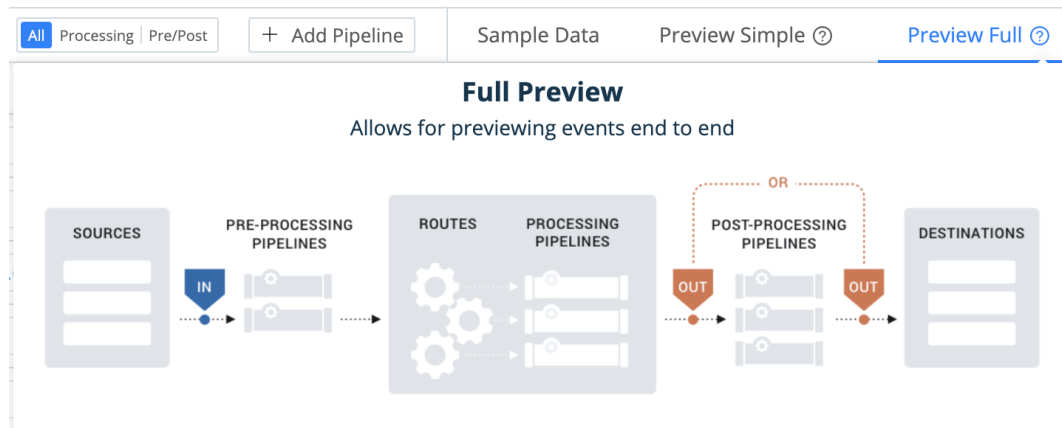 All Processing Pre/Post + Add Pipeline Sample Data Preview Simple ? Preview Full ?
Full Preview
Allows for previewing events end to end
OR
SOURCES
PRE-PROCESSING
PIPELINES
ROUTES
PROCESSING
PIPELINES
POST-PROCESSING
PIPELINES
DESTINATIONS
IN
OUT
OUT